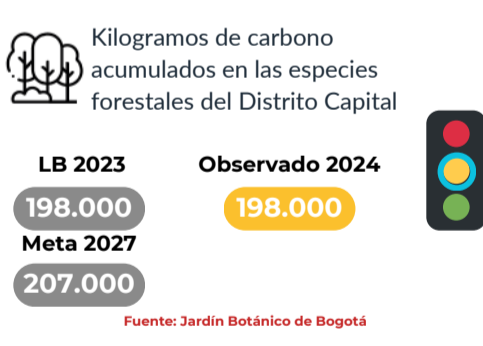 Kilogramos de carbono
acumulados en las especies
forestales del Distrito Capital
LB 2023
198.000
Meta 2027
207.000
Observado 2024
198.000
Fuente: Jardín Botánico de Bogotá